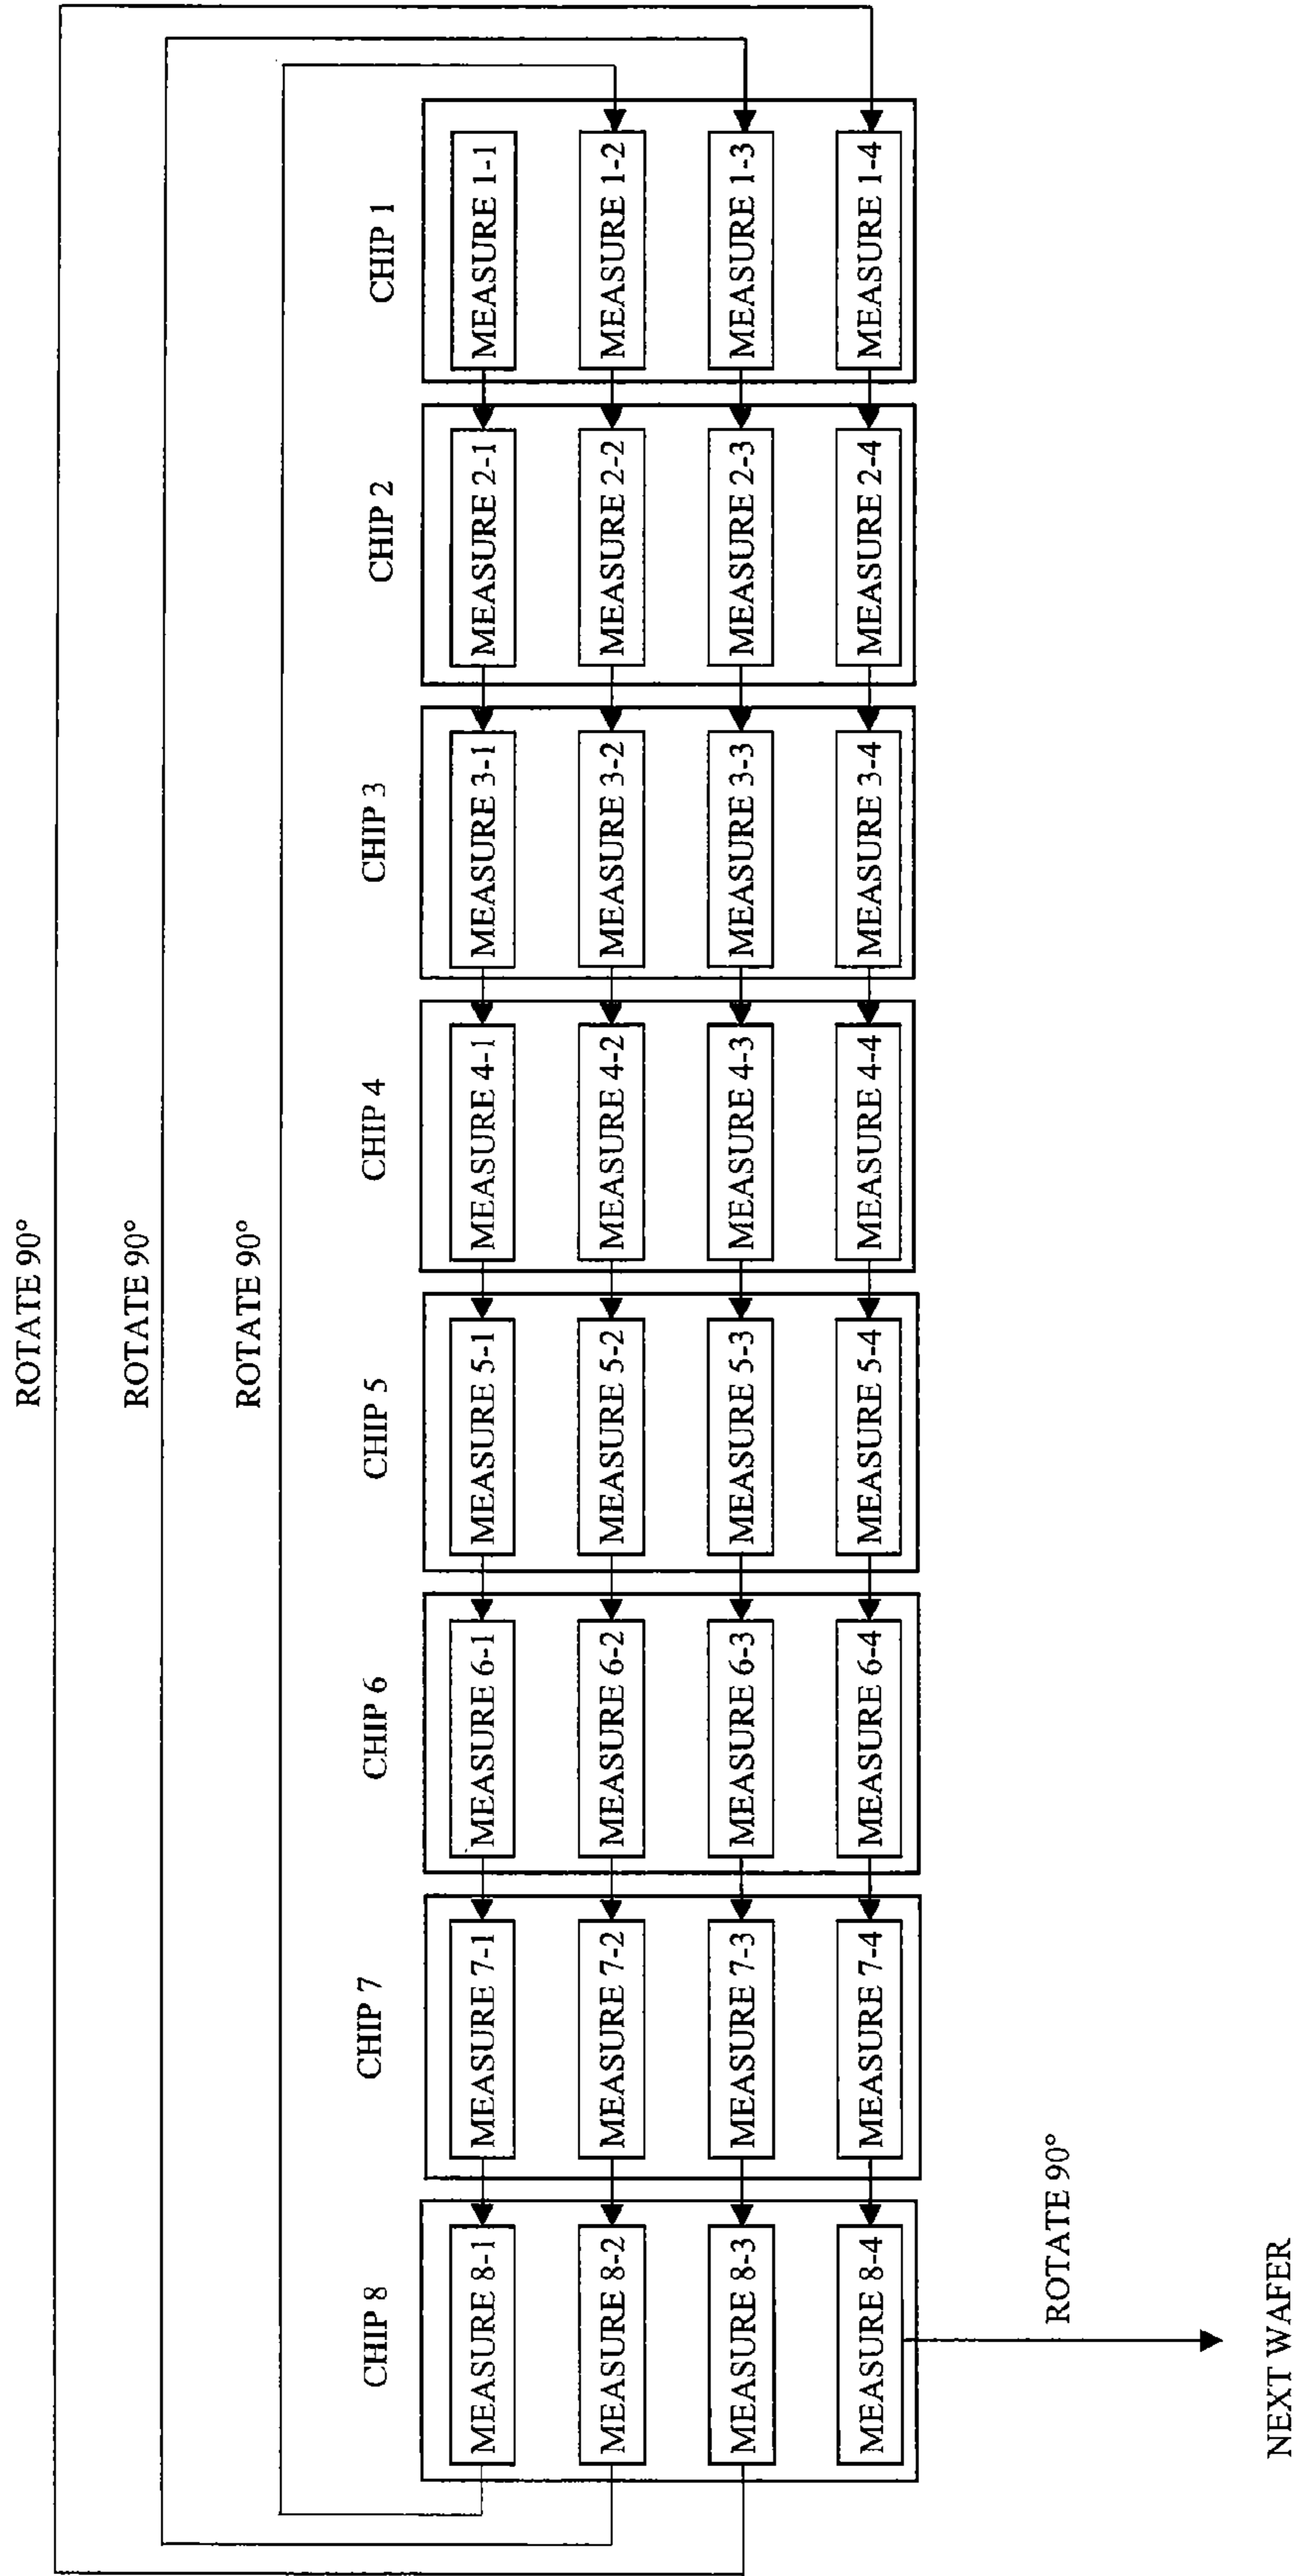 ROTATE 90°
ROTATE 90°
ROTATE 90°
CHIP 8
CHIP 7
CHIP 6
CHIP 5
CHIP 4
CHIP 3
CHIP 2
CHIP 1
MEASURE 8-1
MEASURE 7-1
MEASURE 6-1
MEASURE 5-1
MEASURE 4-1
MEASURE 3-1
MEASURE 2-1
MEASURE 1-1
MEASURE 8-2
MEASURE 7-2
MEASURE 6-2
MEASURE 5-2
MEASURE 4-2
MEASURE 3-2
MEASURE 2-2
MEASURE 1-2
MEASURE 8-3
MEASURE 7-3
MEASURE 6-3
MEASURE 5-3
MEASURE 4-3
MEASURE 3-3
MEASURE 2-3
MEASURE 1-3
MEASURE 8-4
MEASURE 7-4
MEASURE 6-4
MEASURE 5-4
MEASURE 4-4
MEASURE 3-4
MEASURE 2-4
MEASURE 1-4
ROTATE 90°
NEXT WAFER